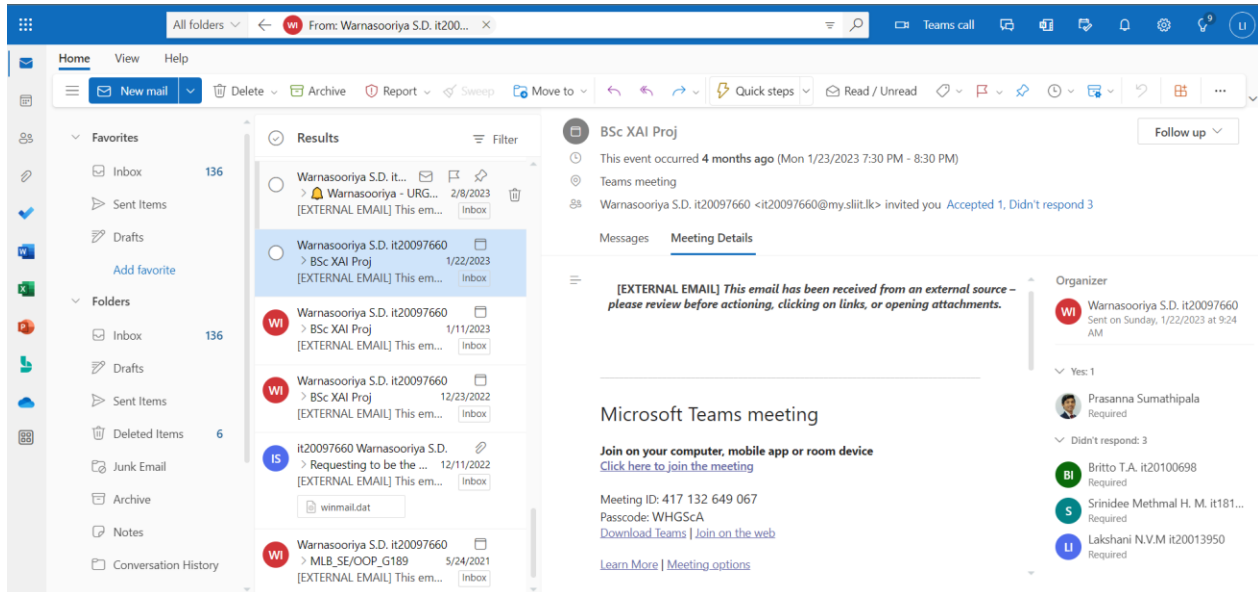 All folders
WI From: Warnasooriya S.D. it200...
Teams call
9
LI
Home View Help
New mail Delete Archive Report Sweep Move to Quick steps Read / Unread
Favorites
Inbox 136
Sent Items
Drafts
Add favorite
Folders
Inbox 136
Drafts
Sent Items
Deleted Items 6
Junk Email
Archive
Notes
Conversation History
Results Filter
Warnasooriya S.D. it...
Warnasooriya - URG... 2/8/2023
[EXTERNAL EMAIL] This em... Inbox
Warnasooriya S.D. it20097660
BSc XAI Proj 1/22/2023
[EXTERNAL EMAIL] This em... Inbox
WI
Warnasooriya S.D. it20097660
BSc XAI Proj 1/11/2023
[EXTERNAL EMAIL] This em... Inbox
WI
Warnasooriya S.D. it20097660
BSc XAI Proj 12/23/2022
[EXTERNAL EMAIL] This em... Inbox
IS
it20097660 Warnasooriya S.D.
Requesting to be the ... 12/11/2022
[EXTERNAL EMAIL] This em... Inbox
winmail.dat
WI
Warnasooriya S.D. it20097660
MLB_SE/OOP_G189 5/24/2021
[EXTERNAL EMAIL] This em... Inbox
BSc XAI Proj
Follow up
This event occurred 4 months ago (Mon 1/23/2023 7:30 PM - 8:30 PM)
Teams meeting
Warnasooriya S.D. it20097660 <it20097660@my.sliit.lk> invited you Accepted 1, Didn't respond 3
Messages Meeting Details
[EXTERNAL EMAIL] This email has been received from an external source –
please review before actioning, clicking on links, or opening attachments.
Microsoft Teams meeting
Join on your computer, mobile app or room device
Click here to join the meeting
Meeting ID: 417 132 649 067
Passcode: WHGScA
Download Teams | Join on the web
Learn More | Meeting options
Organizer
WI
Warnasooriya S.D. it20097660
Sent on Sunday, 1/22/2023 at 9:24
AM
Yes: 1
Prasanna Sumathipala
Required
Didn't respond: 3
BI
Britto T.A. it20100698
Required
S
Srinidee Methmal H. M. it181...
Required
LI
Lakshani N.V.M it20013950
Required